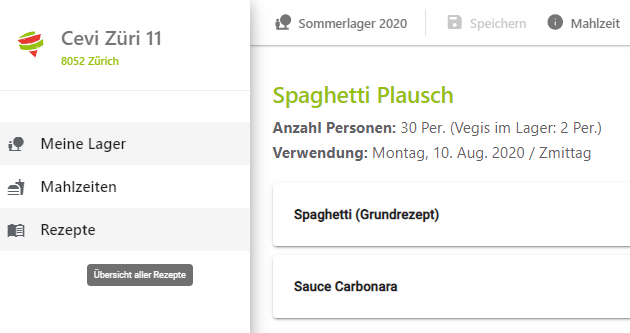 Cevi Züri 11
8052 Zürich
Meine Lager
Mahlzeiten
Rezepte
Übersicht aller Rezepte
Sommerlager 2020
Speichern
Mahlzeit
Spaghetti Plausch
Anzahl Personen: 30 Per. (Vegis im Lager: 2 Per.)
Verwendung: Montag, 10. Aug. 2020 / Zmittag
Spaghetti (Grundrezept)
Sauce Carbonara